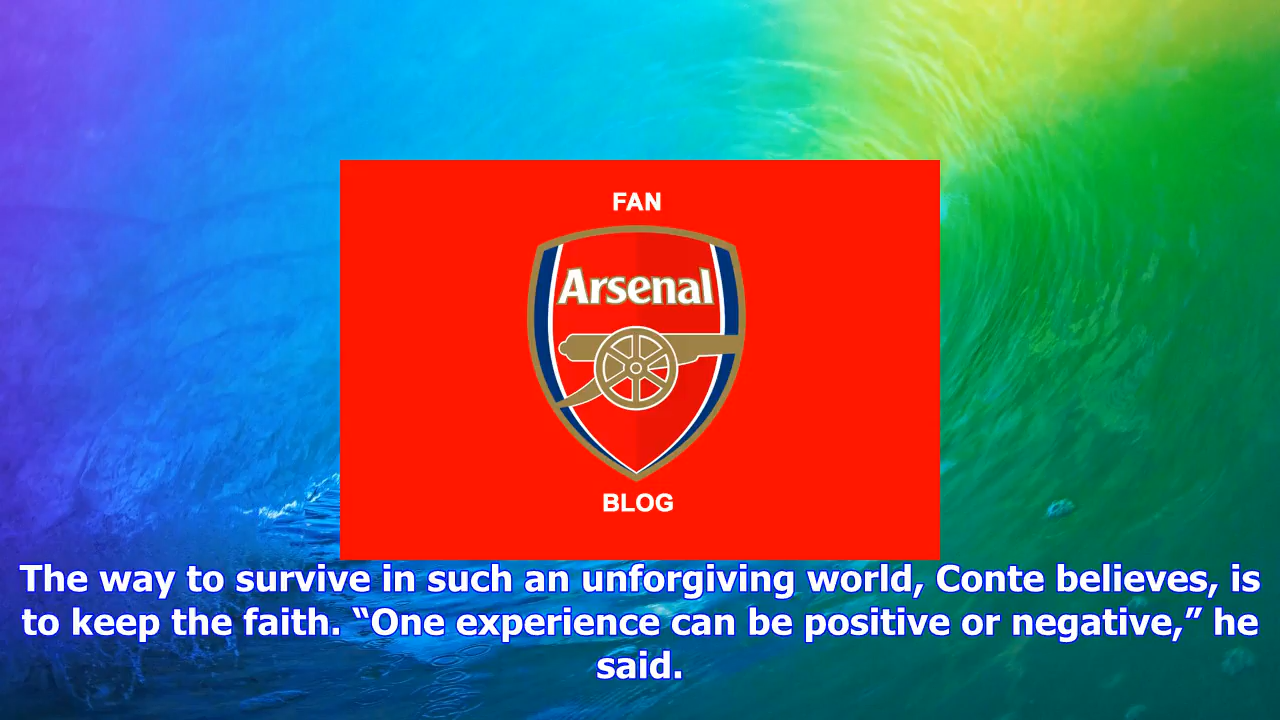 FAN
Arsenal
BLOG
The way to survive in such an unforgiving world, Conte believes, is
to keep the faith. “One experience can be positive or negative,” he
said.